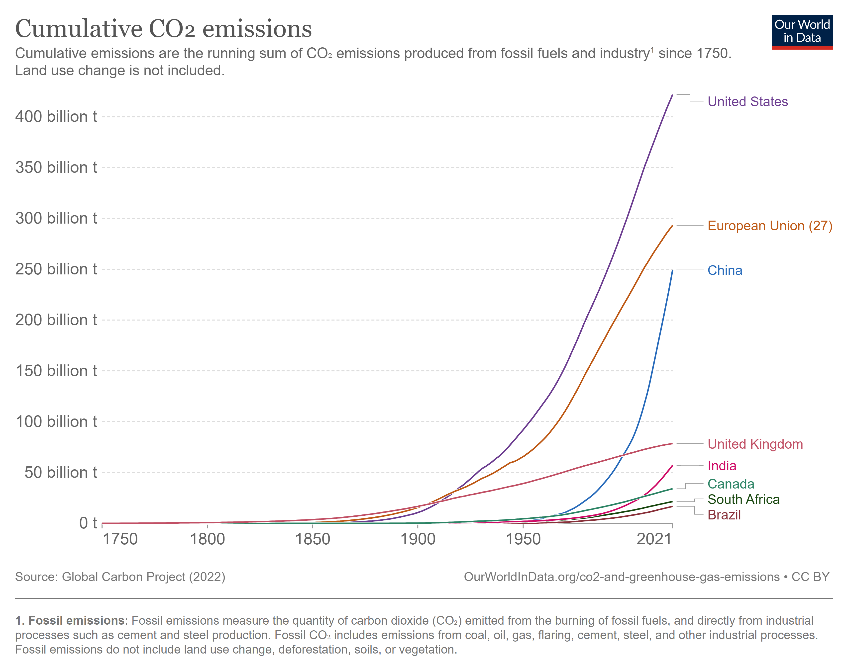 Cumulative CO2 emissions
Our World
in Data
Cumulative emissions are the running sum of CO₂ emissions produced from fossil fuels and industry¹ since 1750.
Land use change is not included.
400 billion t
350 billion t
300 billion t
250 billion t
200 billion t
150 billion t
100 billion t
50 billion t
0 t
United States
European Union (27)
China
United Kingdom
India
Canada
South Africa
Brazil
1750 1800 1850 1900 1950 2021
Source: Global Carbon Project (2022)
OurWorldInData.org/co2-and-greenhouse-gas-emissions • CC BY
1. Fossil emissions: Fossil emissions measure the quantity of carbon dioxide (CO₂) emitted from the burning of fossil fuels, and directly from industrial
processes such as cement and steel production. Fossil CO₂ includes emissions from coal, oil, gas, flaring, cement, steel, and other industrial processes.
Fossil emissions do not include land use change, deforestation, soils, or vegetation.